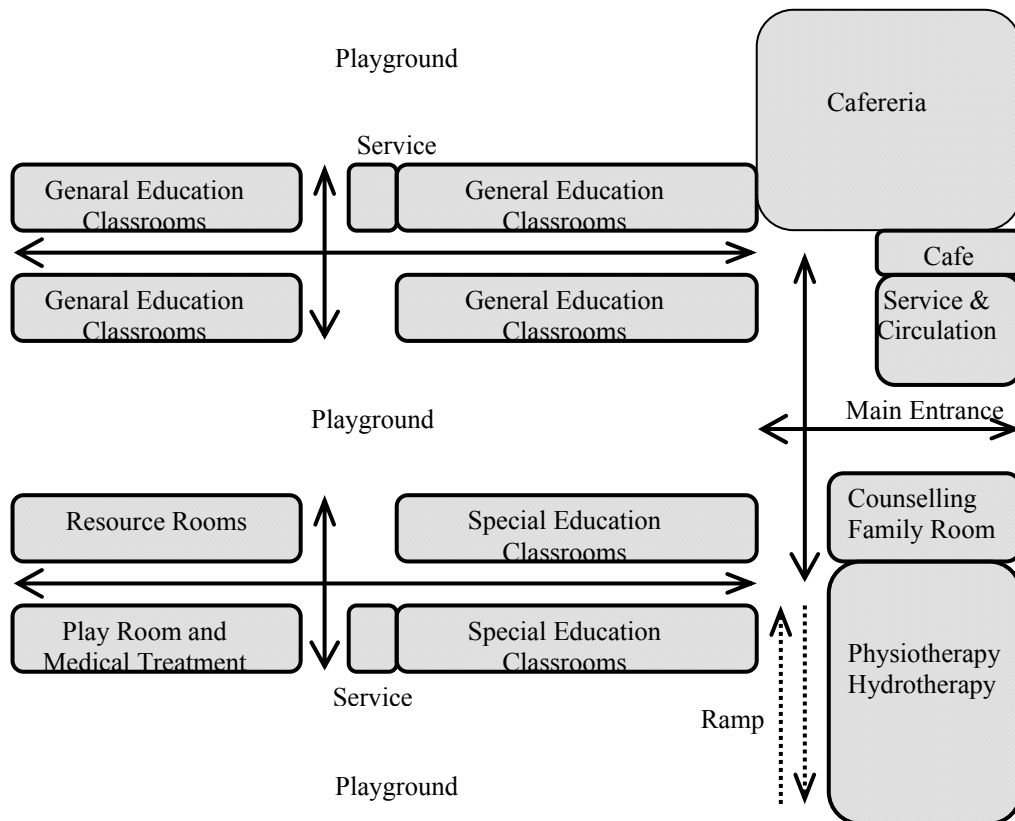 Playground
Cafereria
Service
Genaral Education
Classrooms
General Education
Classrooms
Cafe
Genaral Education
Classrooms
General Education
Classrooms
Service &
Circulation
Playground
Main Entrance
Resource Rooms
Special Education
Classrooms
Counselling
Family Room
Play Room and
Medical Treatment
Special Education
Classrooms
Physiotherapy
Hydrotherapy
Service
Ramp
Playground